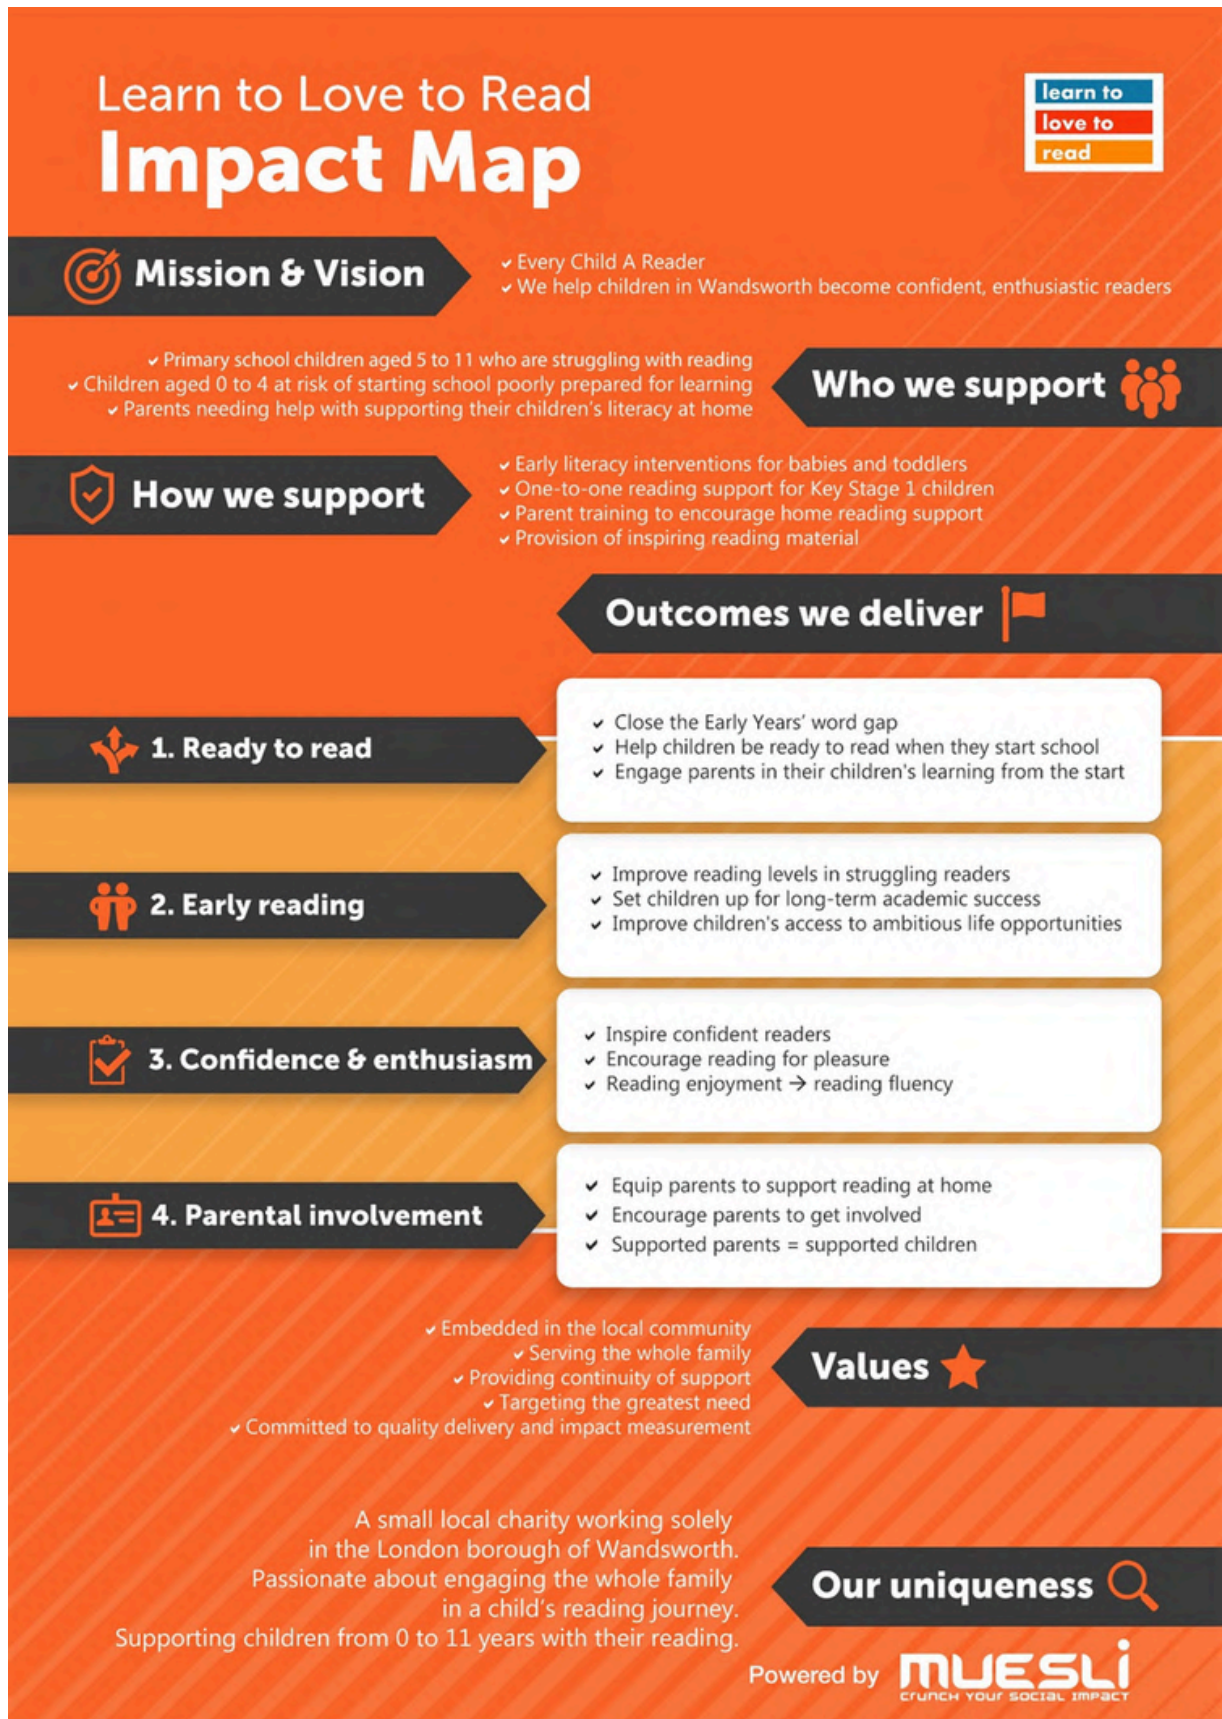 Learn to Love to Read
Impact Map
learn to
love to
read
Mission & Vision
✓ Every Child A Reader
✓ We help children in Wandsworth become confident, enthusiastic readers
✓ Primary school children aged 5 to 11 who are struggling with reading
✓ Children aged 0 to 4 at risk of starting school poorly prepared for learning
✓ Parents needing help with supporting their children's literacy at home
Who we support
How we support
✓ Early literacy interventions for babies and toddlers
✓ One-to-one reading support for Key Stage 1 children
✓ Parent training to encourage home reading support
✓ Provision of inspiring reading material
Outcomes we deliver
1. Ready to read
✓ Close the Early Years' word gap
✓ Help children be ready to read when they start school
✓ Engage parents in their children's learning from the start
2. Early reading
✓ Improve reading levels in struggling readers
✓ Set children up for long-term academic success
✓ Improve children's access to ambitious life opportunities
3. Confidence & enthusiasm
✓ Inspire confident readers
✓ Encourage reading for pleasure
✓ Reading enjoyment → reading fluency
4. Parental involvement
✓ Equip parents to support reading at home
✓ Encourage parents to get involved
✓ Supported parents = supported children
✓ Embedded in the local community
✓ Serving the whole family
✓ Providing continuity of support
✓ Targeting the greatest need
✓ Committed to quality delivery and impact measurement
Values
A small local charity working solely
in the London borough of Wandsworth.
Passionate about engaging the whole family
in a child's reading journey.
Supporting children from 0 to 11 years with their reading.
Our uniqueness
Powered by MUESLI
CRUNCH YOUR SOCIAL IMPACT